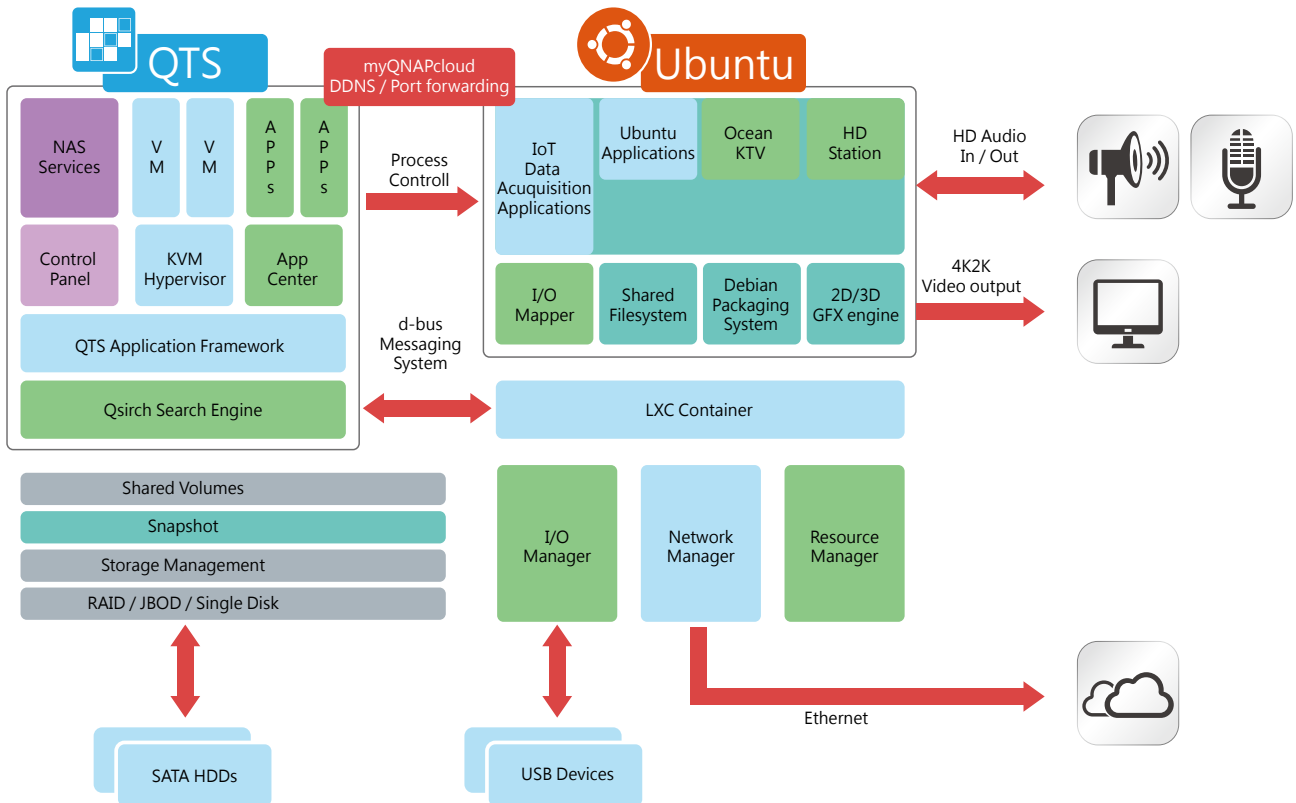 QTS
myQNAPcloud
DDNS / Port forwarding
Ubuntu
NAS
Services
V
M
V
M
A
P
P
s
A
P
P
s
Control
Panel
KVM
Hypervisor
App
Center
QTS Application Framework
Qsirch Search Engine
Process
Controll
d-bus
Messaging
System
IoT
Data
Acuquisition
Applications
Ubuntu
Applications
Ocean
KTV
HD
Station
I/O
Mapper
Shared
Filesystem
Debian
Packaging
System
2D/3D
GFX engine
LXC Container
HD Audio
In / Out
4K2K
Video output
Shared Volumes
Snapshot
Storage Management
RAID / JBOD / Single Disk
I/O
Manager
Network
Manager
Resource
Manager
Ethernet
SATA HDDs
USB Devices